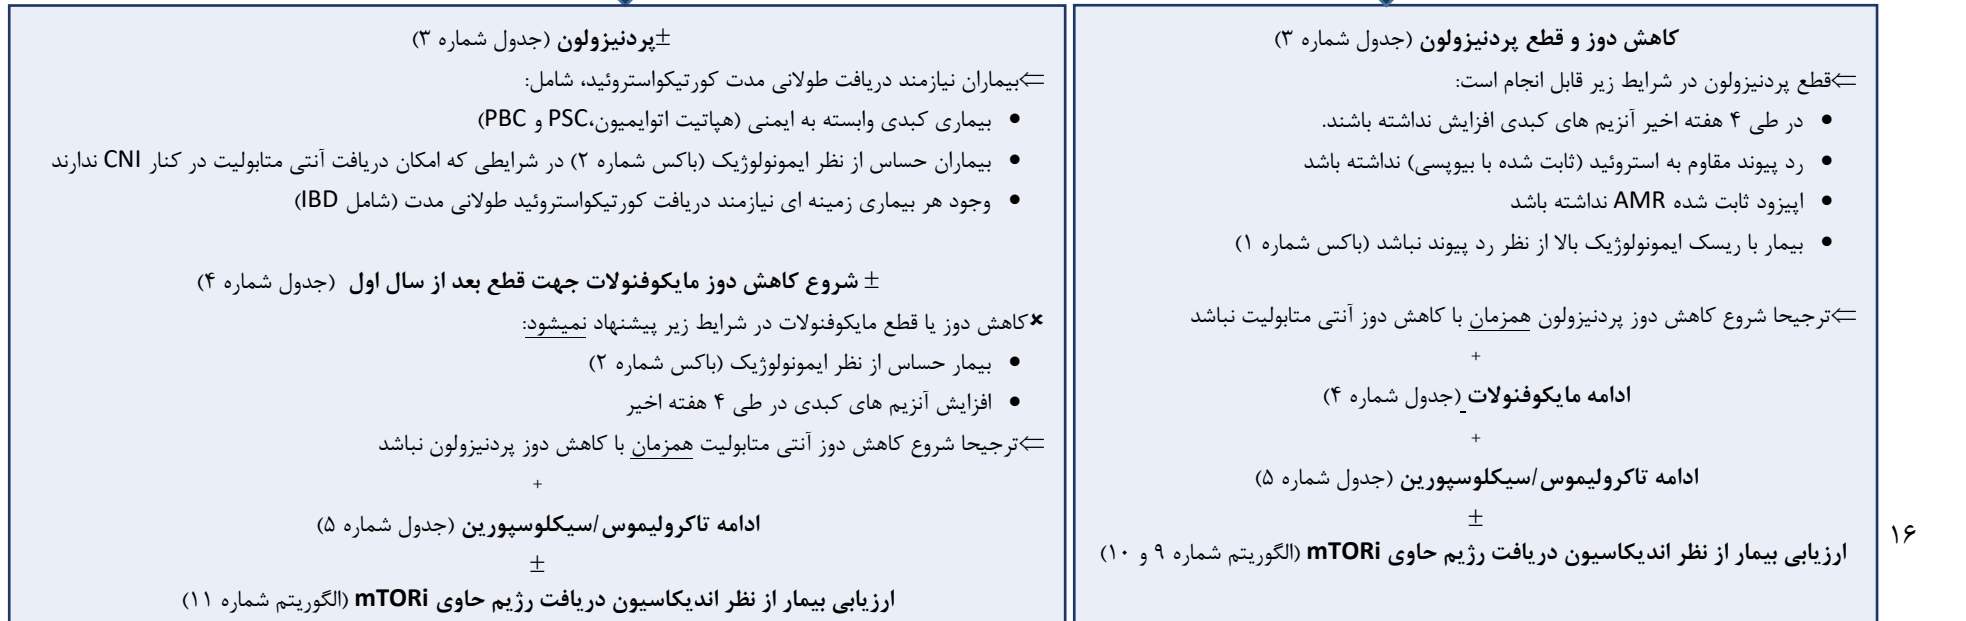 کاهش دوز و قطع پردنیزولون (جدول شماره ۳)
⇐قطع پردنیزولون در شرایط زیر قابل انجام است:
• در طی ۴ هفته اخیر آنزیم های کبدی افزایش نداشته باشند.
• رد پیوند مقاوم به استروئید (ثابت شده با بیوپسی) نداشته باشد
• اپیزود ثابت شده AMR نداشته باشد
• بیمار با ریسک ایمونولوژیک بالا از نظر رد پیوند نباشد (باکس شماره ۱)
⇐ترجیحا شروع کاهش دوز پردنیزولون همزمان با کاهش دوز آنتی متابولیت نباشد
+
ادامه مایکوفنولات (جدول شماره ۴)
+
ادامه تاکرولیموس/سیکلوسپورین (جدول شماره ۵)
±
ارزیابی بیمار از نظر اندیکاسیون دریافت رژیم حاوی mTORi (الگوریتم شماره ۹ و ۱۰)
±پردنیزولون (جدول شماره ۳)
⇐بیماران نیازمند دریافت طولانی مدت کورتیکواستروئید، شامل:
• بیماری کبدی وابسته به ایمنی (هپاتیت اتوایمیون،PSC و PBC)
• بیماران حساس از نظر ایمونولوژیک (باکس شماره ۲) در شرایطی که امکان دریافت آنتی متابولیت در کنار CNI ندارند
• وجود هر بیماری زمینه ای نیازمند دریافت کورتیکواستروئید طولانی مدت (شامل IBD)
± شروع کاهش دوز مایکوفنولات جهت قطع بعد از سال اول (جدول شماره ۴)
×کاهش دوز یا قطع مایکوفنولات در شرایط زیر پیشنهاد نمیشود:
• بیمار حساس از نظر ایمونولوژیک (باکس شماره ۲)
• افزایش آنزیم های کبدی در طی ۴ هفته اخیر
⇐ترجیحا شروع کاهش دوز آنتی متابولیت همزمان با کاهش دوز پردنیزولون نباشد
+
ادامه تاکرولیموس/سیکلوسپورین (جدول شماره ۵)
±
ارزیابی بیمار از نظر اندیکاسیون دریافت رژیم حاوی mTORi (الگوریتم شماره ۱۱)
۱۶